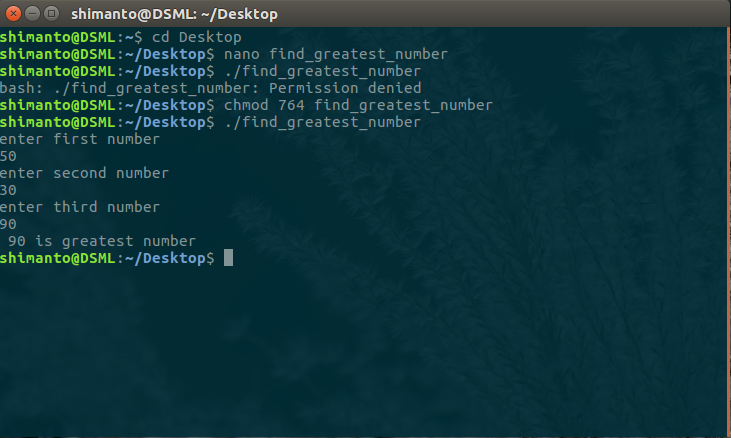 shimanto@DSML: ~/Desktop
shimanto@DSML:~$ cd Desktop
shimanto@DSML:~/Desktop$ nano find_greatest_number
shimanto@DSML:~/Desktop$ ./find_greatest_number
bash: ./find_greatest_number: Permission denied
shimanto@DSML:~/Desktop$ chmod 764 find_greatest_number
shimanto@DSML:~/Desktop$ ./find_greatest_number
enter first number
50
enter second number
30
enter third number
90
 90 is greatest number
shimanto@DSML:~/Desktop$